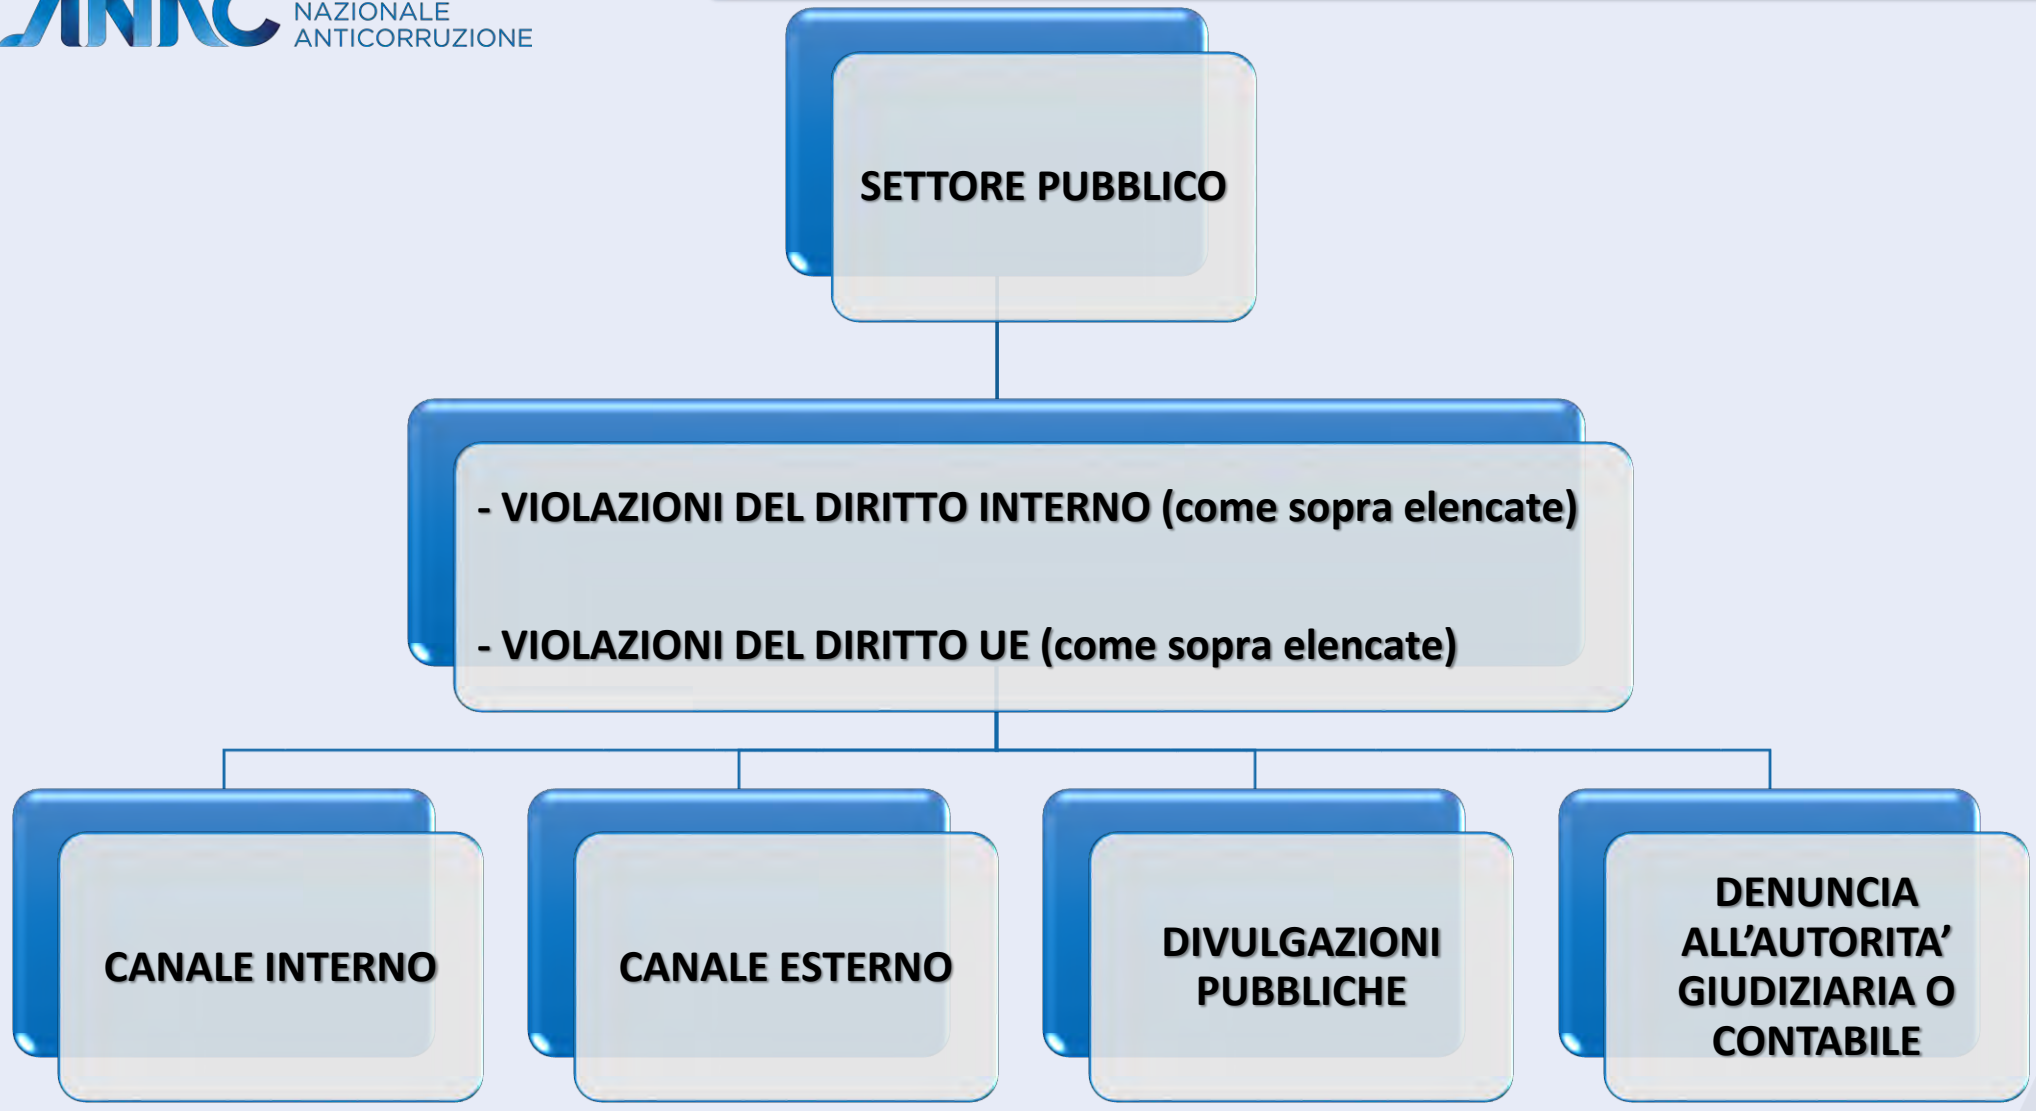 ANAC
NAZIONALE
ANTICORRUZIONE
SETTORE PUBBLICO
- VIOLAZIONI DEL DIRITTO INTERNO (come sopra elencate)
- VIOLAZIONI DEL DIRITTO UE (come sopra elencate)
CANALE INTERNO
CANALE ESTERNO
DIVULGAZIONI
PUBBLICHE
DENUNCIA
ALL’AUTORITA’
GIUDIZIARIA O
CONTABILE